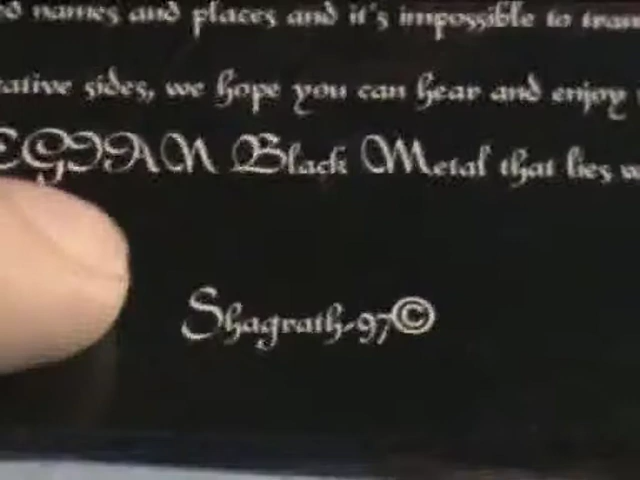 names and places and it's impossible to
sides, we hope you can hear and enjoy
Black Metal that lies
Shagrath-97©